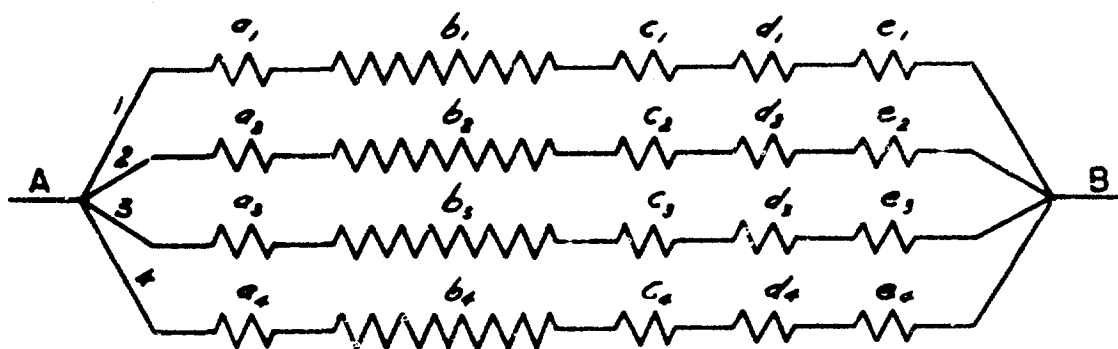 a₁ b₁ c₁ d₁ e₁
1
a₂ b₂ c₂ d₂ e₂
2
A B
3
a₃ b₃ c₃ d₃ e₃
4
a₄ b₄ c₄ d₄ e₄